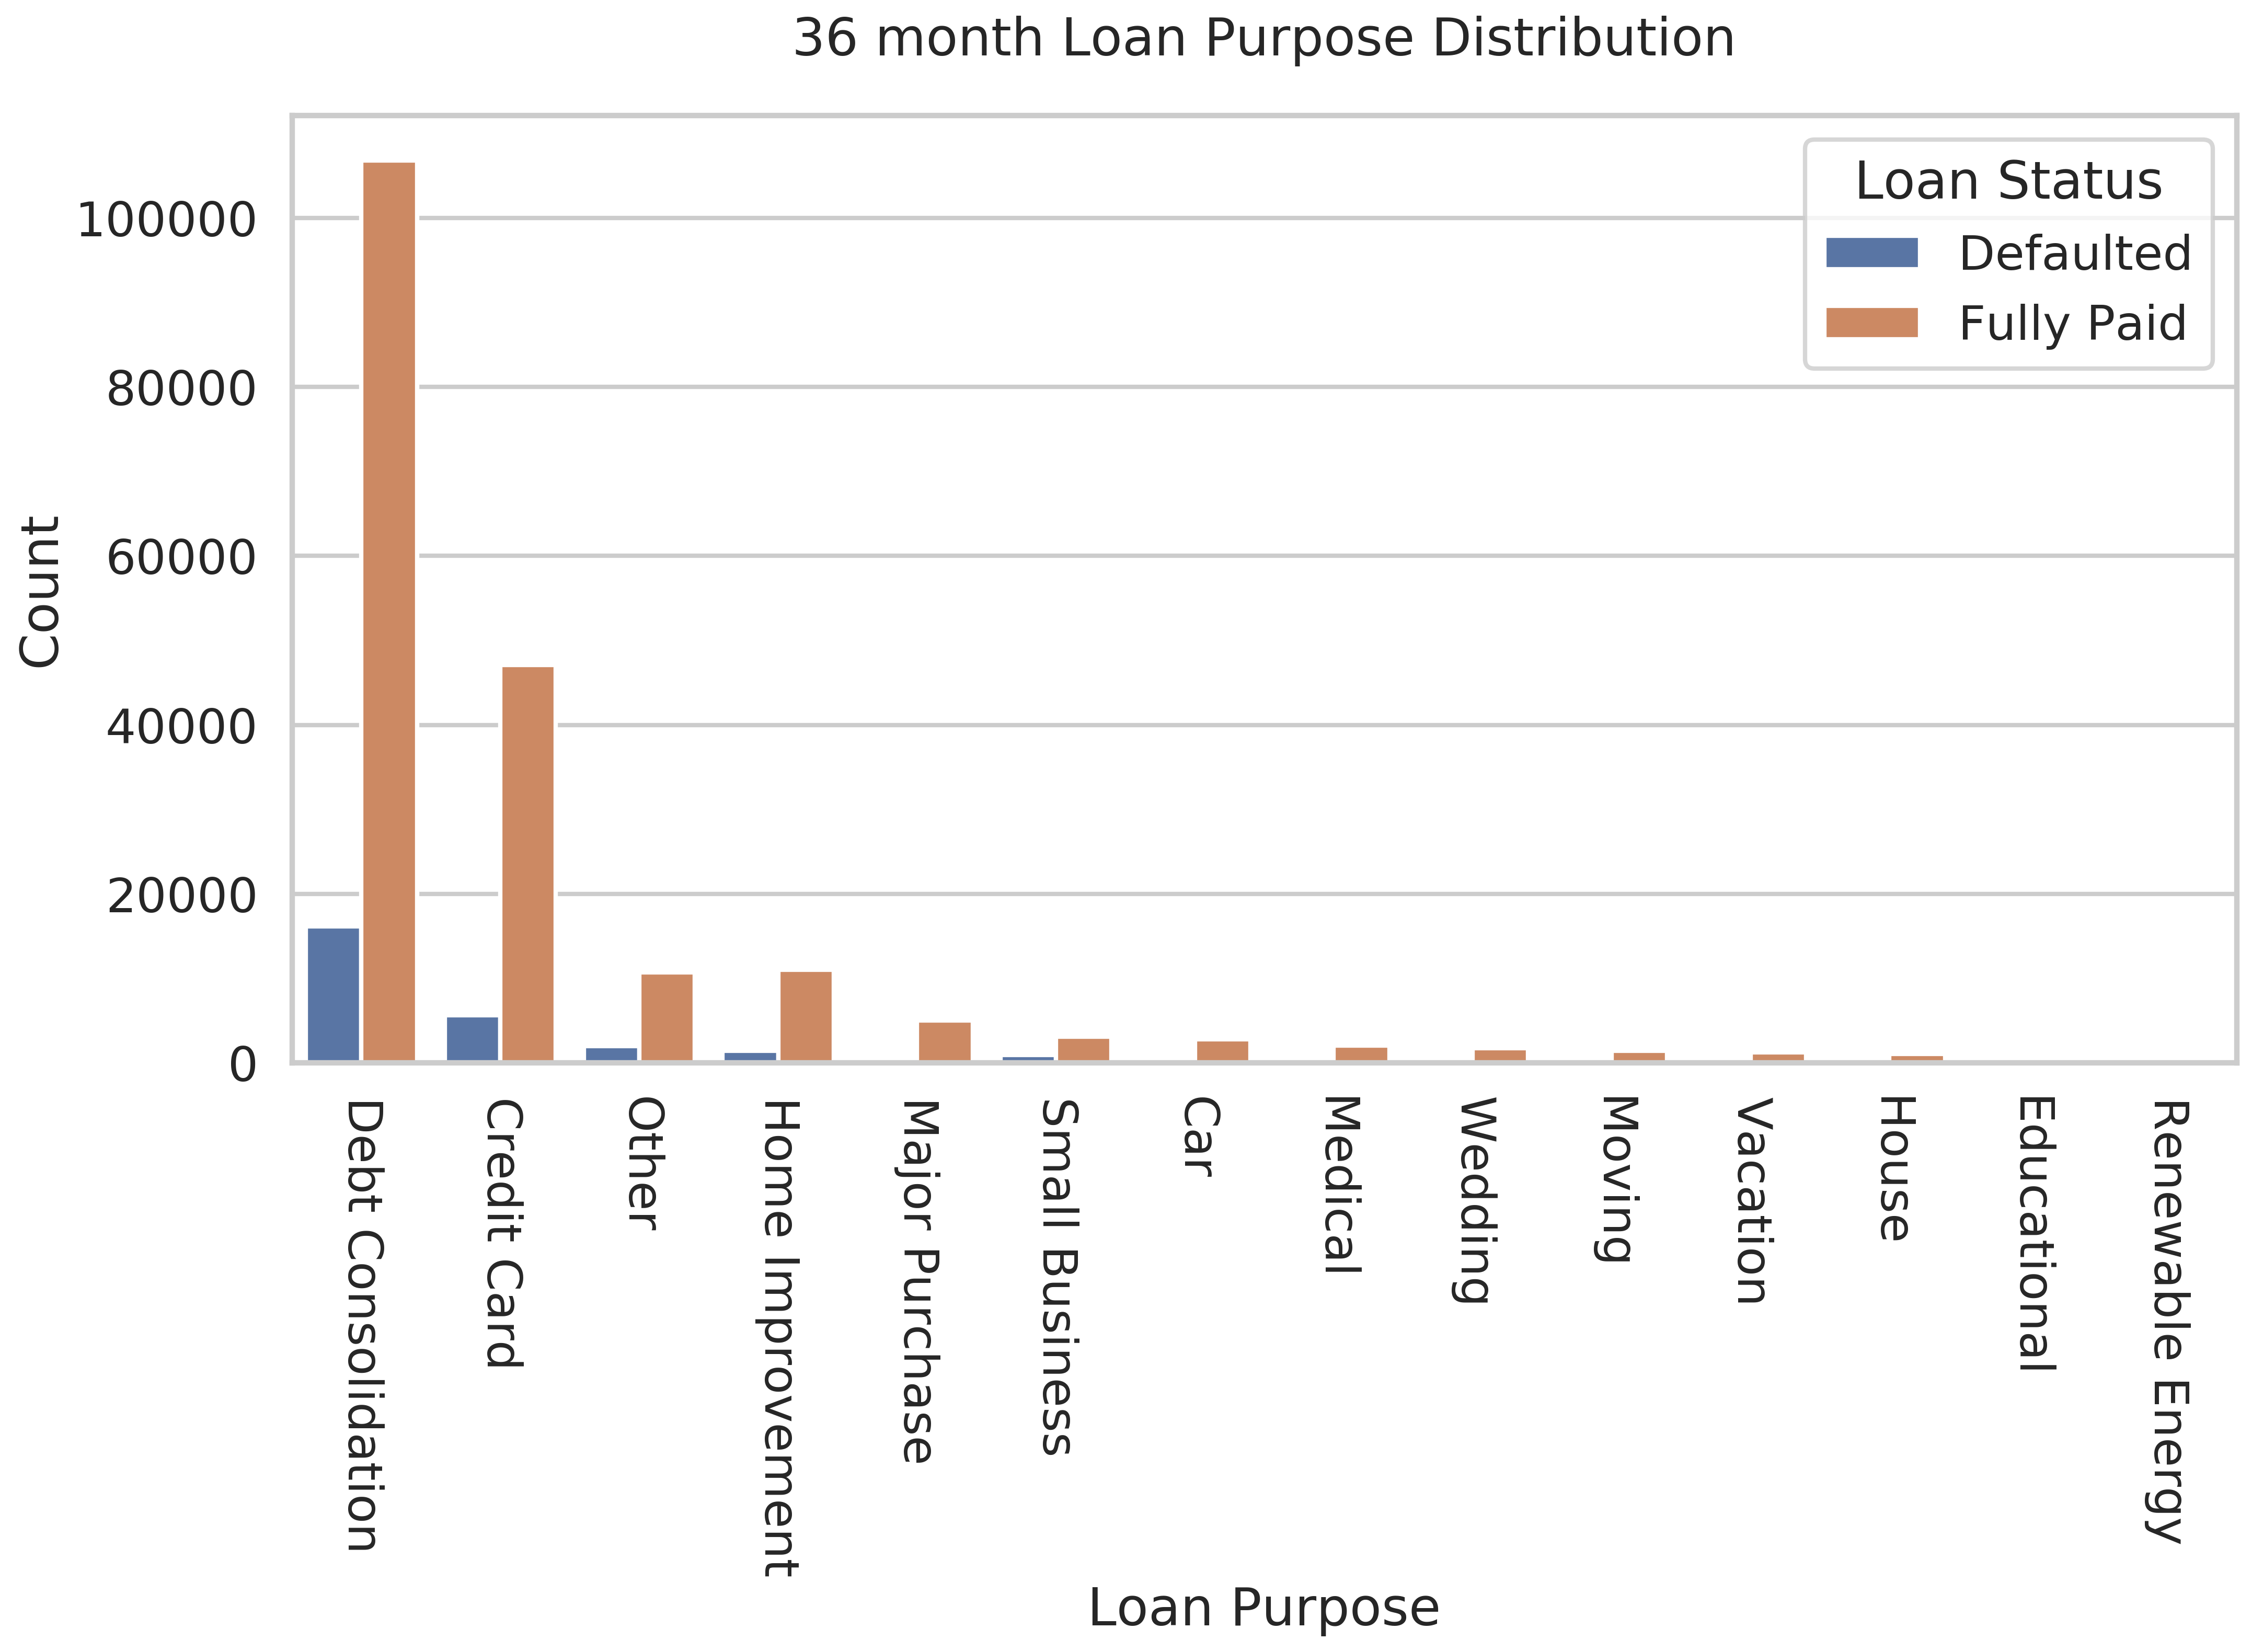 36 month Loan Purpose Distribution
Loan Status
Defaulted
Fully Paid
Count
100000
80000
60000
40000
20000
0
Debt Consolidation
Credit Card
Other
Home Improvement
Major Purchase
Small Business
Car
Medical
Wedding
Moving
Vacation
House
Educational
Renewable Energy
Loan Purpose